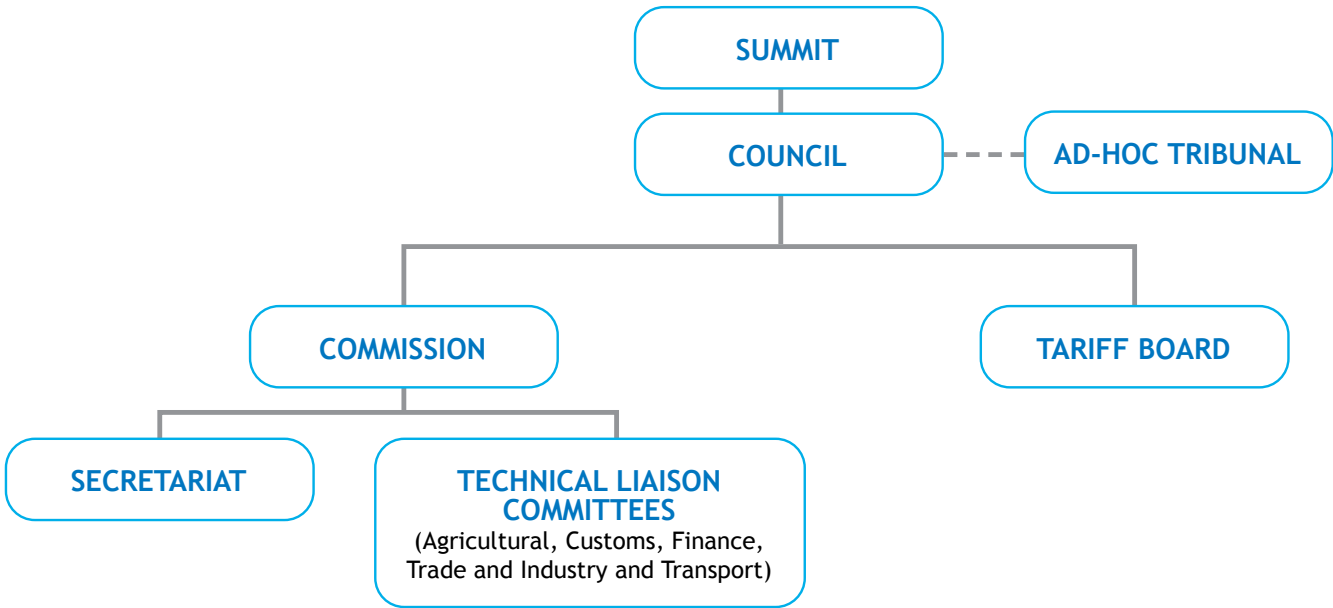 SUMMIT
COUNCIL
AD-HOC TRIBUNAL
COMMISSION
TARIFF BOARD
SECRETARIAT
TECHNICAL LIAISON
COMMITTEES
(Agricultural, Customs, Finance,
Trade and Industry and Transport)